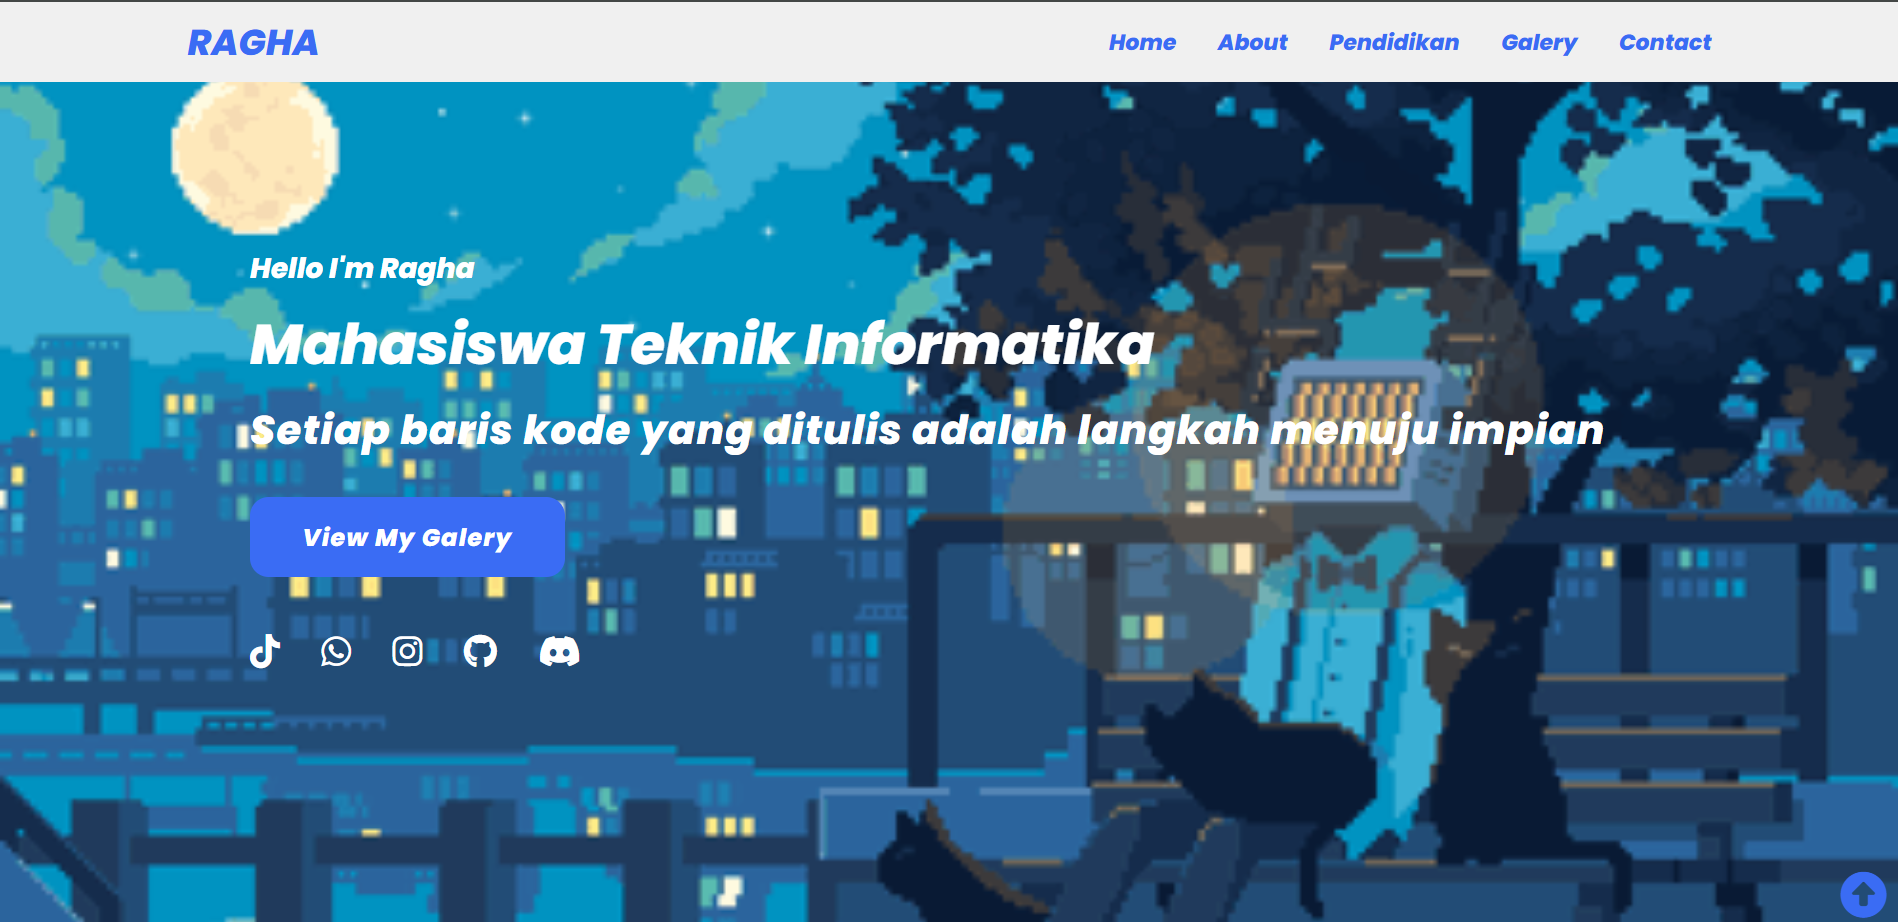 RAGHA
Home About Pendidikan Galery Contact
Hello I'm Ragha
Mahasiswa Teknik Informatika
Setiap baris kode yang ditulis adalah langkah menuju impian
View My Galery